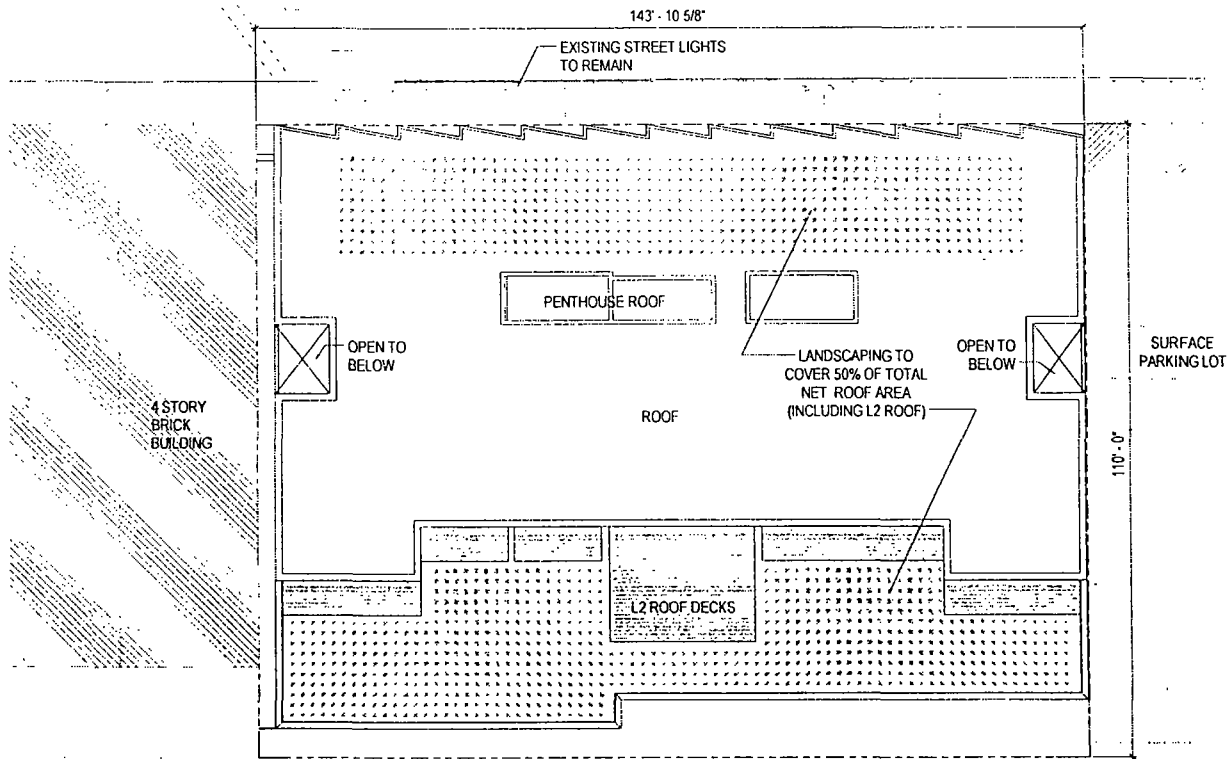 143' - 10 5/8"
EXISTING STREET LIGHTS
TO REMAIN
PENTHOUSE ROOF
OPEN TO
BELOW
LANDSCAPING TO
COVER 50% OF TOTAL
NET ROOF AREA
(INCLUDING L2 ROOF)
OPEN TO
BELOW
SURFACE
PARKING LOT
4 STORY
BRICK
BUILDING
ROOF
110' - 0"
L2 ROOF DECKS